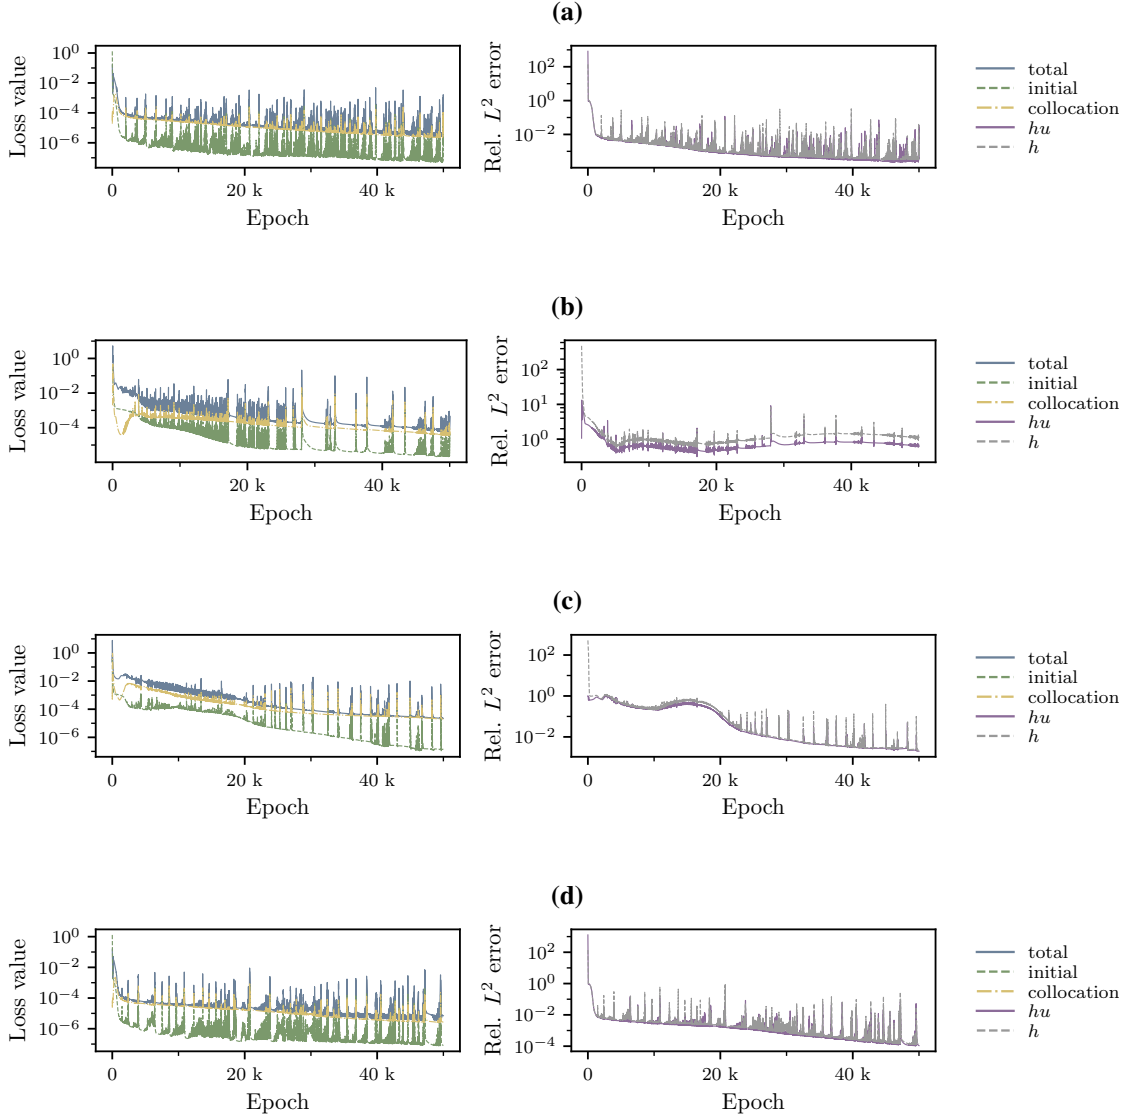 (a)
Loss value
10^0
10^-2
10^-4
10^-6
0
20 k
40 k
Epoch
Rel. L^2 error
10^2
10^0
10^-2
0
20 k
40 k
Epoch
total
initial
collocation
hu
h
(b)
Loss value
10^0
10^-2
10^-4
0
20 k
40 k
Epoch
Rel. L^2 error
10^2
10^1
10^0
0
20 k
40 k
Epoch
total
initial
collocation
hu
h
(c)
Loss value
10^0
10^-2
10^-4
10^-6
0
20 k
40 k
Epoch
Rel. L^2 error
10^2
10^0
10^-2
0
20 k
40 k
Epoch
total
initial
collocation
hu
h
(d)
Loss value
10^0
10^-2
10^-4
10^-6
0
20 k
40 k
Epoch
Rel. L^2 error
10^2
10^0
10^-2
10^-4
0
20 k
40 k
Epoch
total
initial
collocation
hu
h